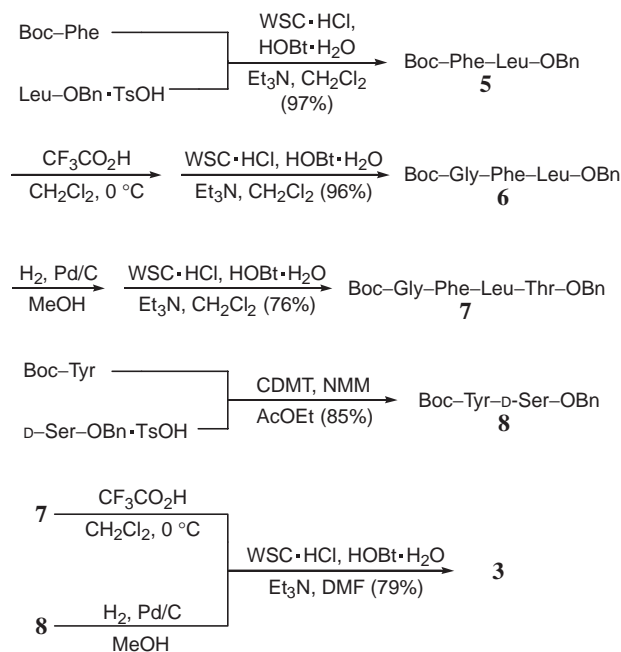 Boc–Phe
Leu–OBn·TsOH
WSC·HCl,
HOBt·H₂O
Et₃N, CH₂Cl₂
(97%)
Boc–Phe–Leu–OBn
5
CF₃CO₂H
CH₂Cl₂, 0 °C
WSC·HCl, HOBt·H₂O
Et₃N, CH₂Cl₂ (96%)
Boc–Gly–Phe–Leu–OBn
6
H₂, Pd/C
MeOH
WSC·HCl, HOBt·H₂O
Et₃N, CH₂Cl₂ (76%)
Boc–Gly–Phe–Leu–Thr–OBn
7
Boc–Tyr
D–Ser–OBn·TsOH
CDMT, NMM
AcOEt (85%)
Boc–Tyr–D-Ser–OBn
8
7
CF₃CO₂H
CH₂Cl₂, 0 °C
8
H₂, Pd/C
MeOH
WSC·HCl, HOBt·H₂O
Et₃N, DMF (79%)
3